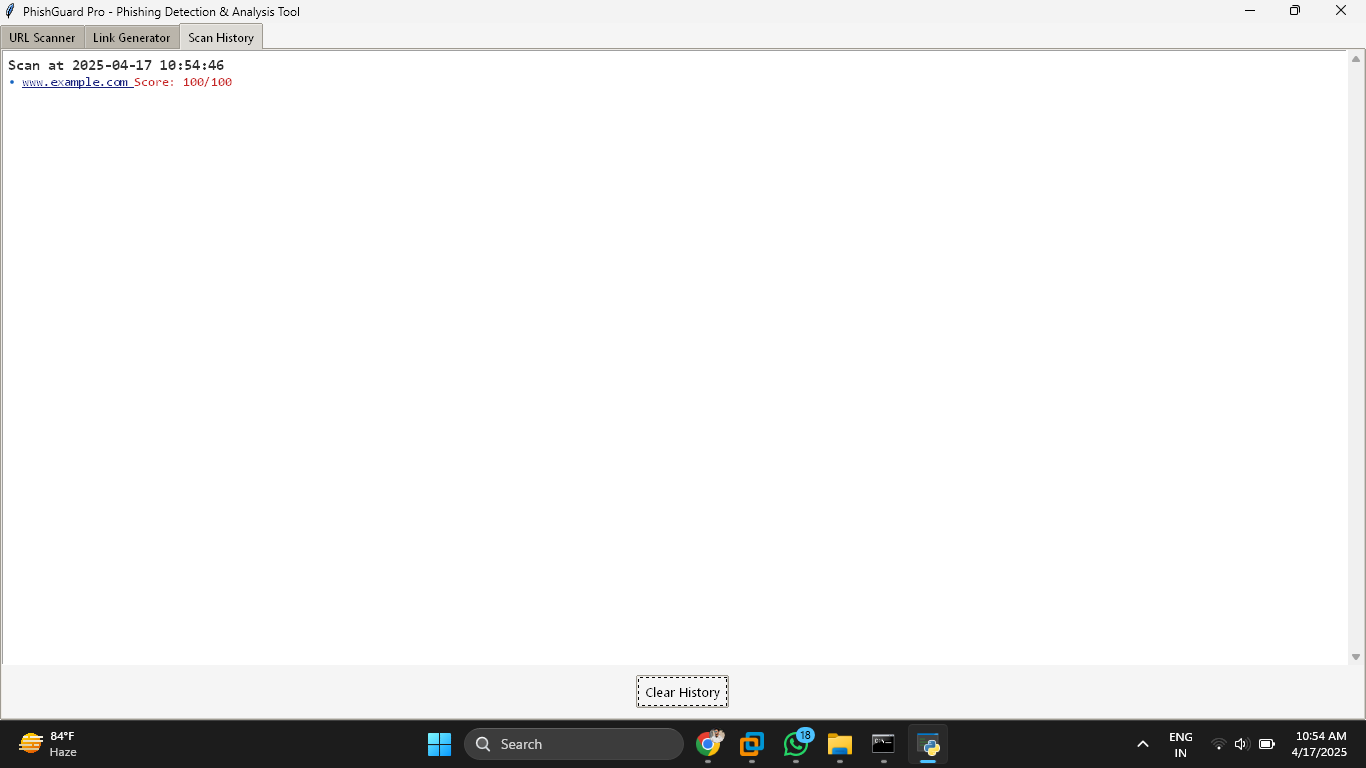 PhishGuard Pro - Phishing Detection & Analysis Tool
URL Scanner Link Generator Scan History
Scan at 2025-04-17 10:54:46
• www.example.com Score: 100/100
Clear History
84°F
Haze
Search
18
ENG
IN
10:54 AM
4/17/2025